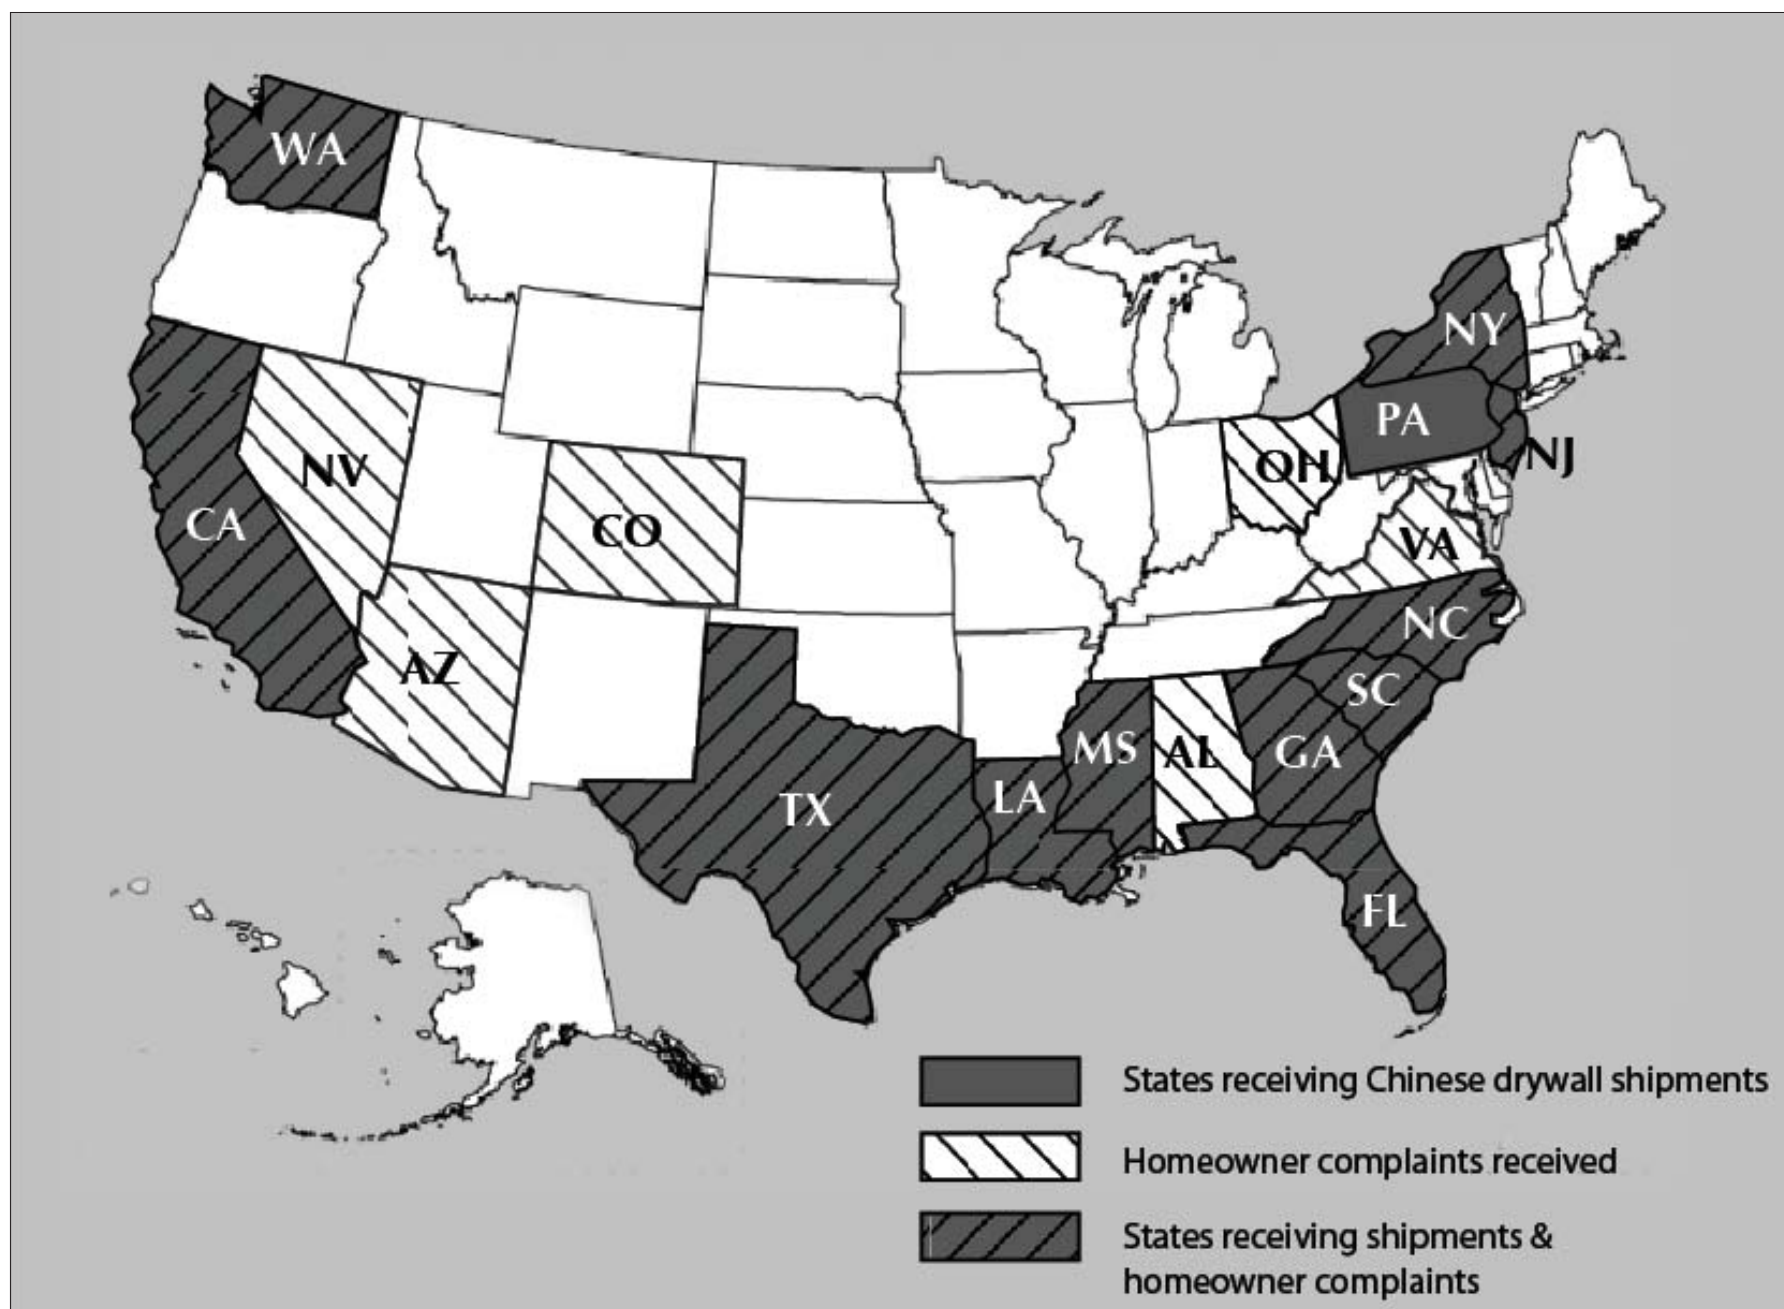 WA
NY
PA
NJ
OH
NV
CO
CA
VA
NC
AZ
SC
MS
AL
GA
LA
TX
FL
States receiving Chinese drywall shipments
Homeowner complaints received
States receiving shipments &
homeowner complaints